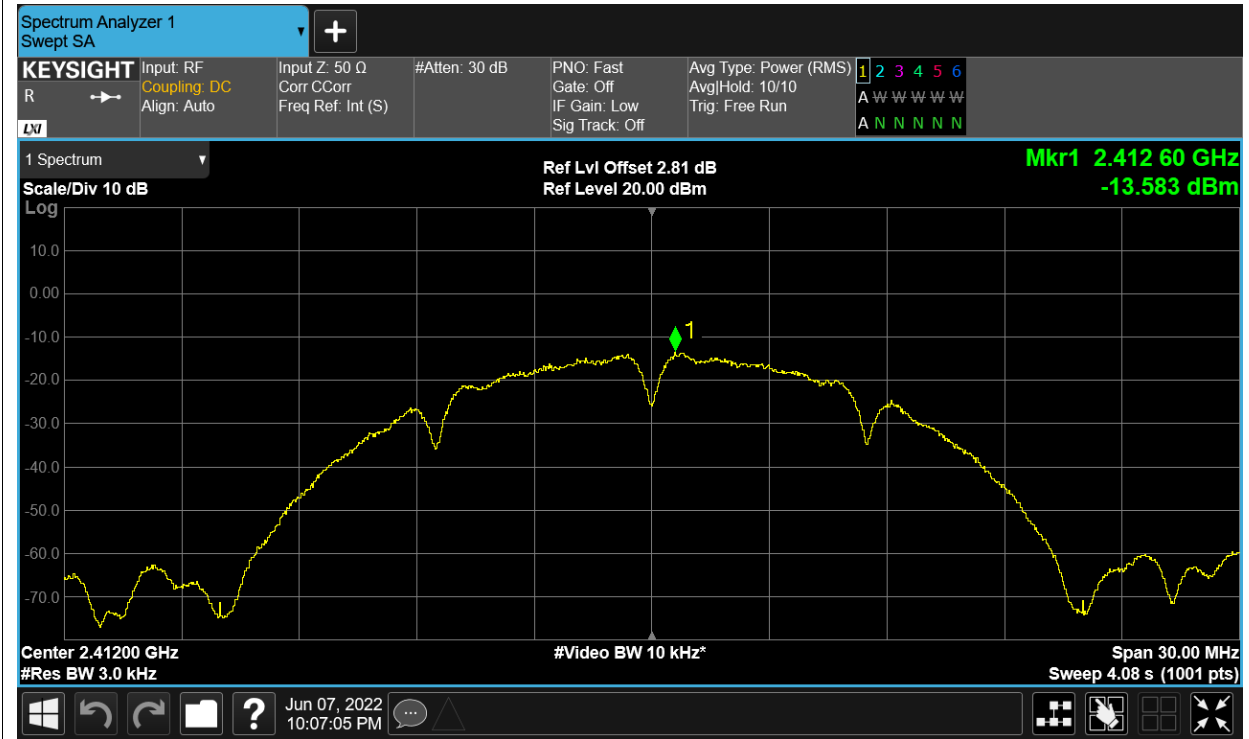 Spectrum Analyzer 1
Swept SA
KEYSIGHT
R
LXI
Input: RF
Coupling: DC
Align: Auto
Input Z: 50 Ω
Corr CCorr
Freq Ref: Int (S)
#Atten: 30 dB
PNO: Fast
Gate: Off
IF Gain: Low
Sig Track: Off
Avg Type: Power (RMS)
Avg|Hold: 10/10
Trig: Free Run
1 2 3 4 5 6
A W W W W W
A N N N N N
1 Spectrum
Scale/Div 10 dB
Log
Ref Lvl Offset 2.81 dB
Ref Level 20.00 dBm
Mkr1 2.412 60 GHz
-13.583 dBm
10.0
0.00
-10.0
-20.0
-30.0
-40.0
-50.0
-60.0
-70.0
1
Center 2.41200 GHz
#Res BW 3.0 kHz
#Video BW 10 kHz*
Span 30.00 MHz
Sweep 4.08 s (1001 pts)
?
Jun 07, 2022
10:07:05 PM